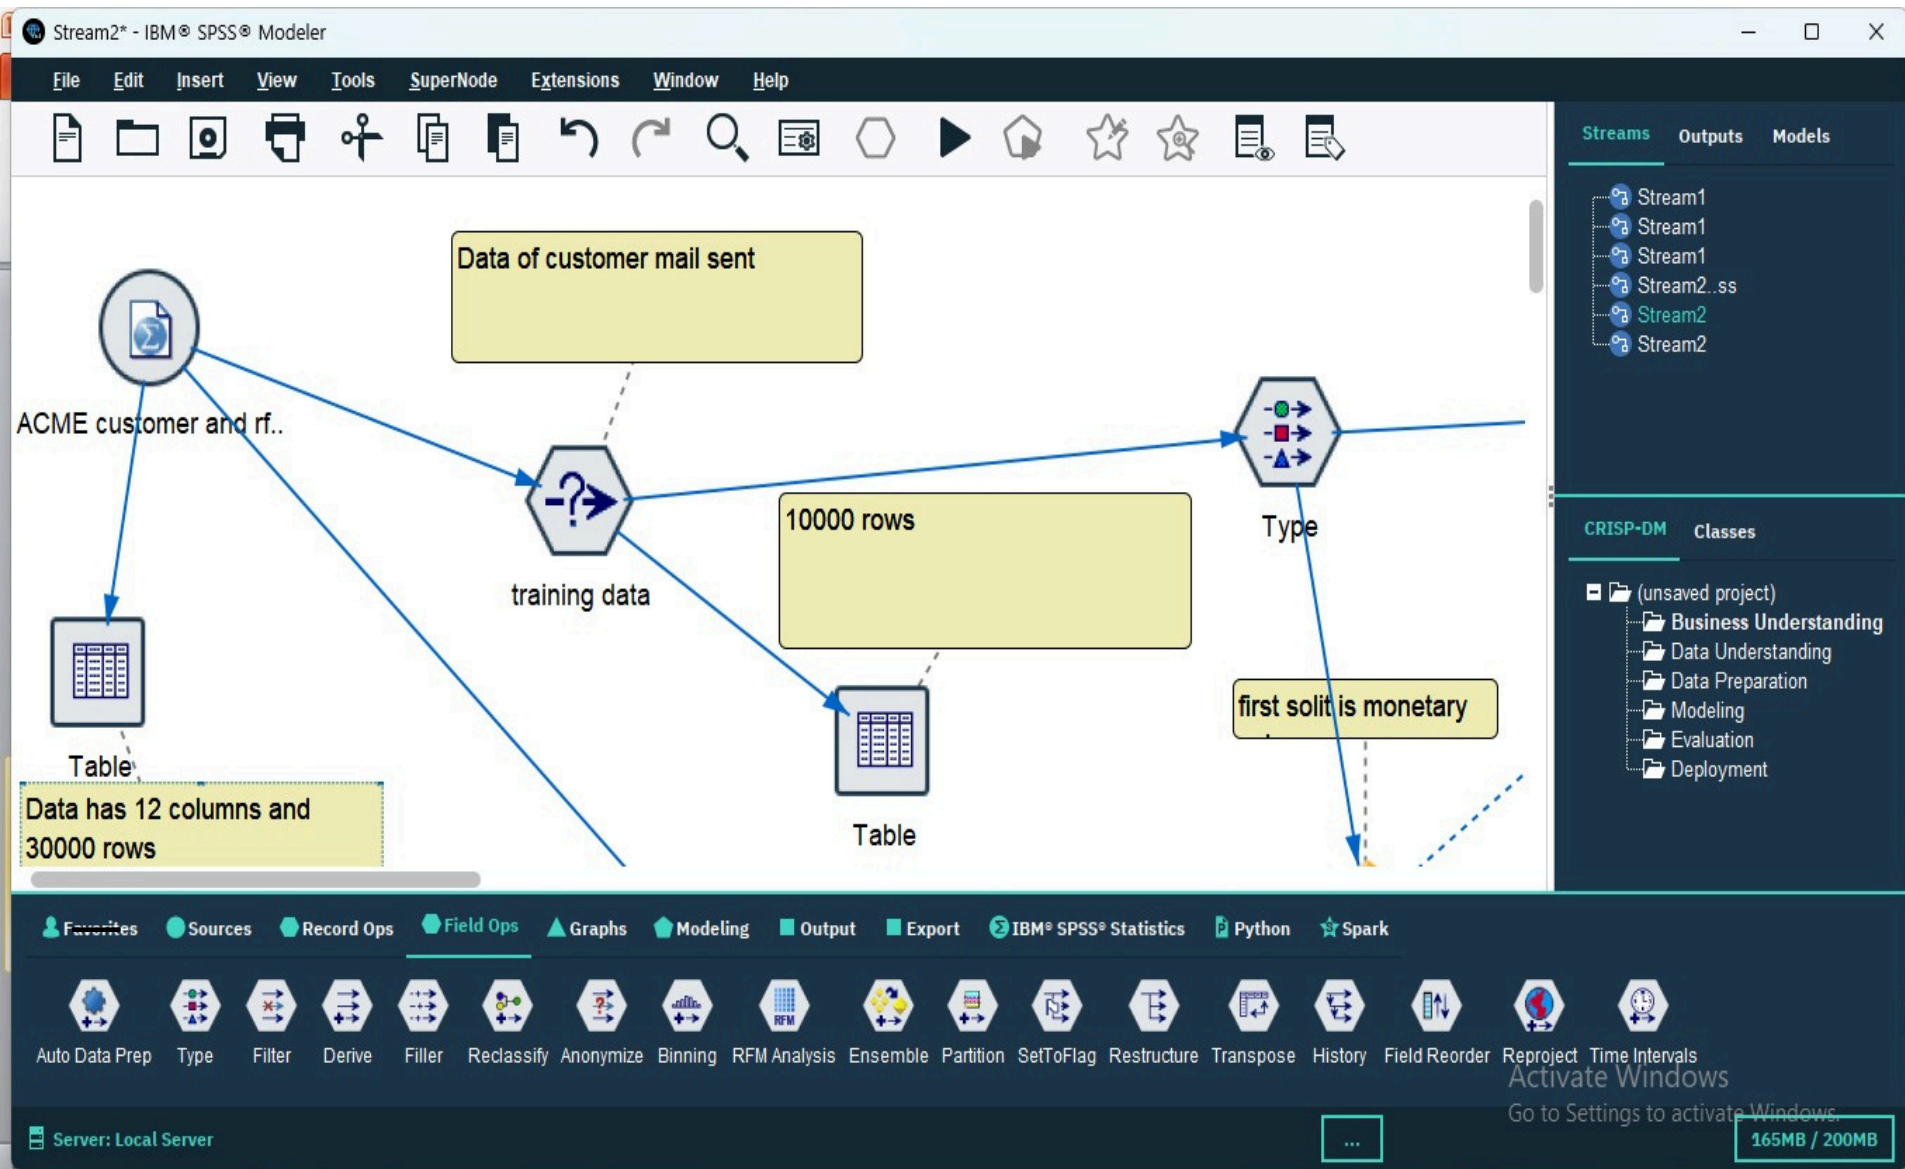 Stream2* - IBM® SPSS® Modeler
File Edit Insert View Tools SuperNode Extensions Window Help
Streams Outputs Models
Stream1
Stream1
Stream1
Stream2..ss
Stream2
Stream2
Data of customer mail sent
ACME customer and rf..
training data
10000 rows
Type
first solit is monetary
Table
Data has 12 columns and
30000 rows
Table
CRISP-DM Classes
(unsaved project)
Business Understanding
Data Understanding
Data Preparation
Modeling
Evaluation
Deployment
Favorites Sources Record Ops Field Ops Graphs Modeling Output Export IBM® SPSS® Statistics Python Spark
RFM
Auto Data Prep Type Filter Derive Filler Reclassify Anonymize Binning RFM Analysis Ensemble Partition SetToFlag Restructure Transpose History Field Reorder Reproject Time Intervals
Activate Windows
Go to Settings to activate Windows.
Server: Local Server ... 165MB / 200MB